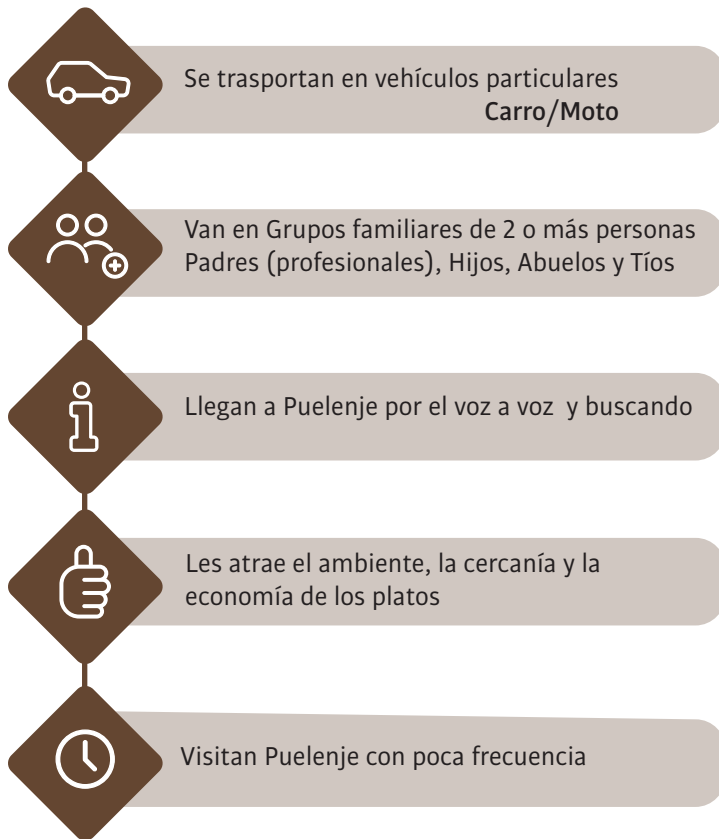 Se trasportan en vehículos particulares
Carro/Moto
Van en Grupos familiares de 2 o más personas
Padres (profesionales), Hijos, Abuelos y Tíos
Llegan a Puelenje por el voz a voz y buscando
Les atrae el ambiente, la cercanía y la
economía de los platos
Visitan Puelenje con poca frecuencia